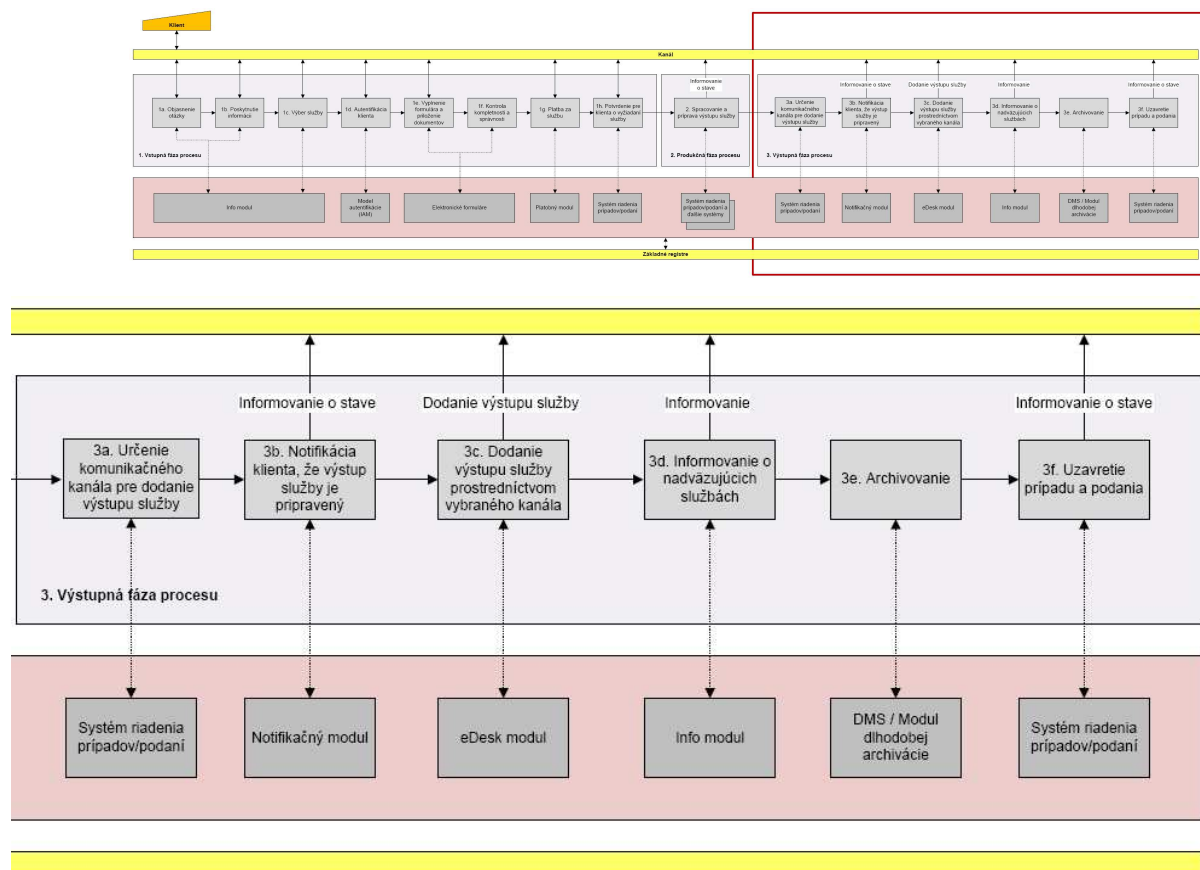 Klient
Kanál
Informovanie
o stave
Informovanie o stave
Dodanie výstupu služby
Informovanie
Informovanie o stave
1a. Objasnenie
otázky
1b. Poskytnutie
informácií
1c. Výber služby
1d. Autentifikácia
klienta
1e. Vyplnenie
formulára a
priloženie
dokumentov
1f. Kontrola
kompletnosti a
správnosti
1g. Platba za
službu
1h. Potvrdenie pre
klienta o vyžiadaní
služby
2. Spracovanie a
príprava výstupu služby
3a. Určenie
komunikačného
kanála pre dodanie
výstupu služby
3b. Notifikácia
klienta, že výstup
služby je
pripravený
3c. Dodanie
výstupu služby
prostredníctvom
vybraného kanála
3d. Informovanie o
nadväzujúcich
službách
3e. Archivovanie
3f. Uzavretie
prípadu a podania
1. Vstupná fáza procesu
2. Produkčná fáza procesu
3. Výstupná fáza procesu
Info modul
Modul
autentifikácie
(IAM)
Elektronické formuláre
Platobný modul
Systém riadenia
prípadov/podaní
Systém riadenia
prípadov/podaní a
ďalšie systémy
Systém riadenia
prípadov/podaní
Notifikačný modul
eDesk modul
Info modul
DMS / Modul
dlhodobej
archivácie
Systém riadenia
prípadov/podaní
Základné registre
Informovanie o stave
Dodanie výstupu služby
Informovanie
Informovanie o stave
3a. Určenie
komunikačného
kanála pre dodanie
výstupu služby
3b. Notifikácia
klienta, že výstup
služby je
pripravený
3c. Dodanie
výstupu služby
prostredníctvom
vybraného kanála
3d. Informovanie o
nadväzujúcich
službách
3e. Archivovanie
3f. Uzavretie
prípadu a podania
3. Výstupná fáza procesu
Systém riadenia
prípadov/podaní
Notifikačný modul
eDesk modul
Info modul
DMS / Modul
dlhodobej
archivácie
Systém riadenia
prípadov/podaní